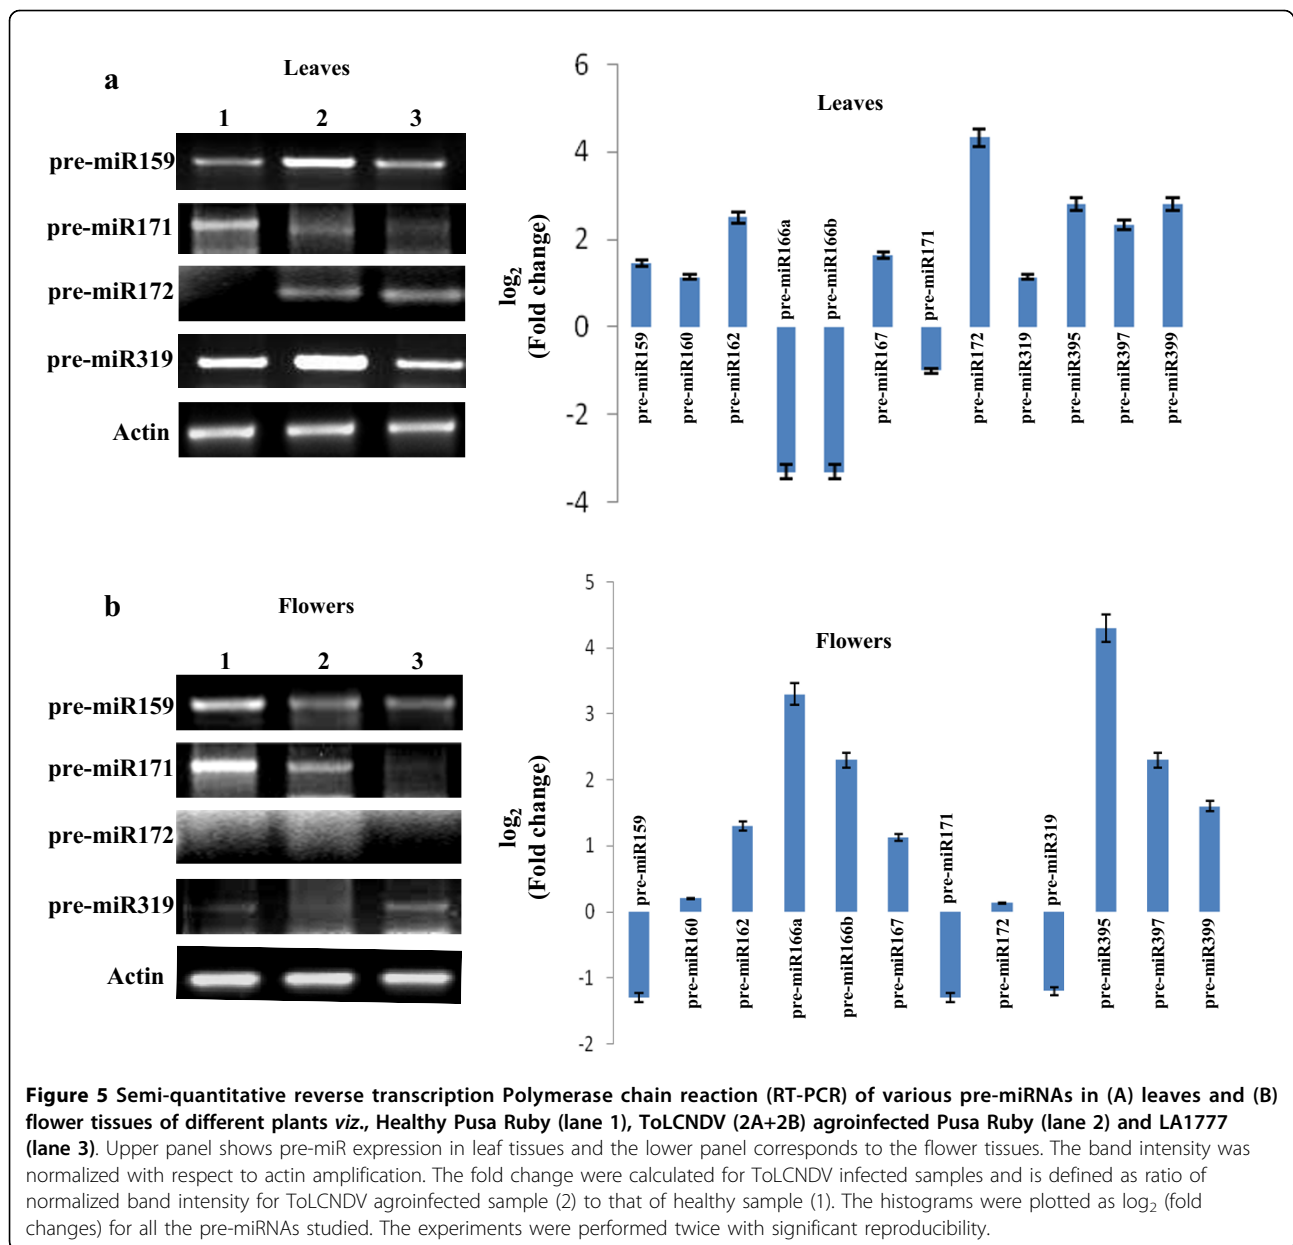 a
Leaves
1 2 3
pre-miR159
pre-miR171
pre-miR172
pre-miR319
Actin
Leaves
log2
(Fold change)
6
4
2
0
-2
-4
pre-miR159
pre-miR160
pre-miR162
pre-miR166a
pre-miR166b
pre-miR167
pre-miR171
pre-miR172
pre-miR319
pre-miR395
pre-miR397
pre-miR399
b
Flowers
1 2 3
pre-miR159
pre-miR171
pre-miR172
pre-miR319
Actin
Flowers
log2
(Fold change)
5
4
3
2
1
0
-1
-2
pre-miR159
pre-miR160
pre-miR162
pre-miR166a
pre-miR166b
pre-miR167
pre-miR171
pre-miR172
pre-miR319
pre-miR395
pre-miR397
pre-miR399
Figure 5 Semi-quantitative reverse transcription Polymerase chain reaction (RT-PCR) of various pre-miRNAs in (A) leaves and (B)
flower tissues of different plants viz., Healthy Pusa Ruby (lane 1), ToLCNDV (2A+2B) agroinfected Pusa Ruby (lane 2) and LA1777
(lane 3). Upper panel shows pre-miR expression in leaf tissues and the lower panel corresponds to the flower tissues. The band intensity was
normalized with respect to actin amplification. The fold change were calculated for ToLCNDV infected samples and is defined as ratio of
normalized band intensity for ToLCNDV agroinfected sample (2) to that of healthy sample (1). The histograms were plotted as log2 (fold
changes) for all the pre-miRNAs studied. The experiments were performed twice with significant reproducibility.